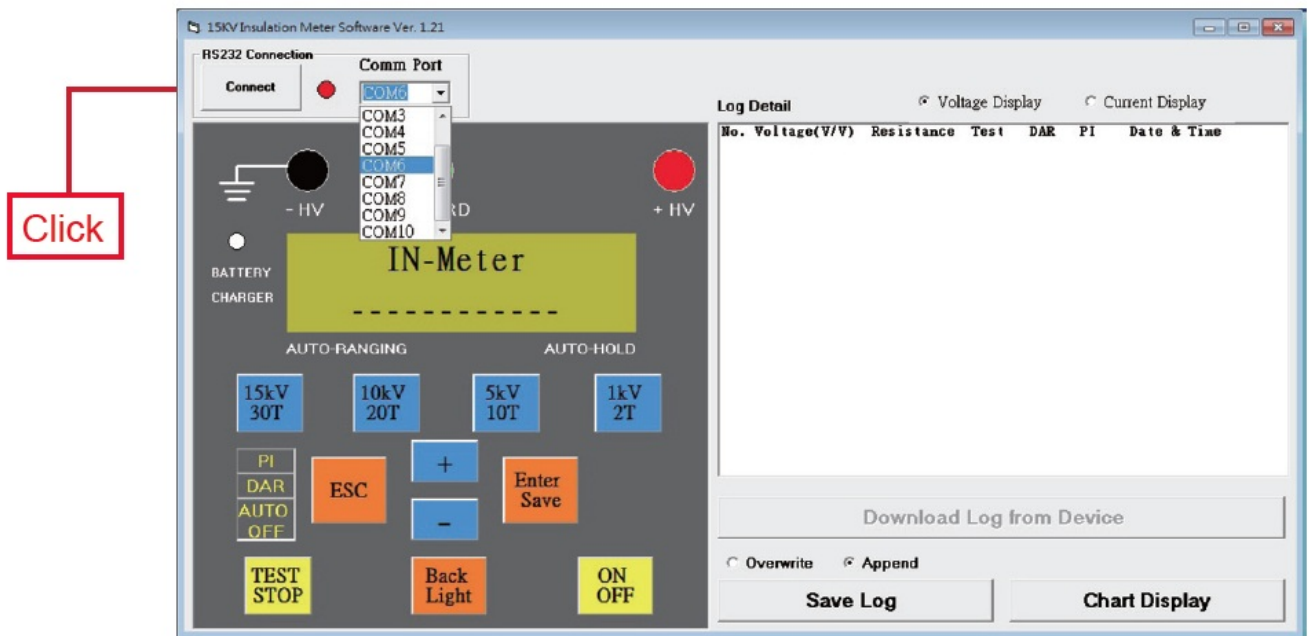 15KV Insulation Meter Software Ver. 1.21
RS232 Connection
Connect
Comm Port
COM6
COM3
COM4
COM5
COM6
COM7
COM8
COM9
COM10
Click
- HV
RD
+ HV
BATTERY
CHARGER
IN-Meter
------------
AUTO-RANGING AUTO-HOLD
15kV
30T
10kV
20T
5kV
10T
1kV
2T
PI
DAR
AUTO
OFF
ESC
+
-
Enter
Save
TEST
STOP
Back
Light
ON
OFF
Log Detail
Voltage Display
Current Display
No. Voltage(V/V) Resistance Test DAR PI Date & Time
Download Log from Device
Overwrite
Append
Save Log
Chart Display